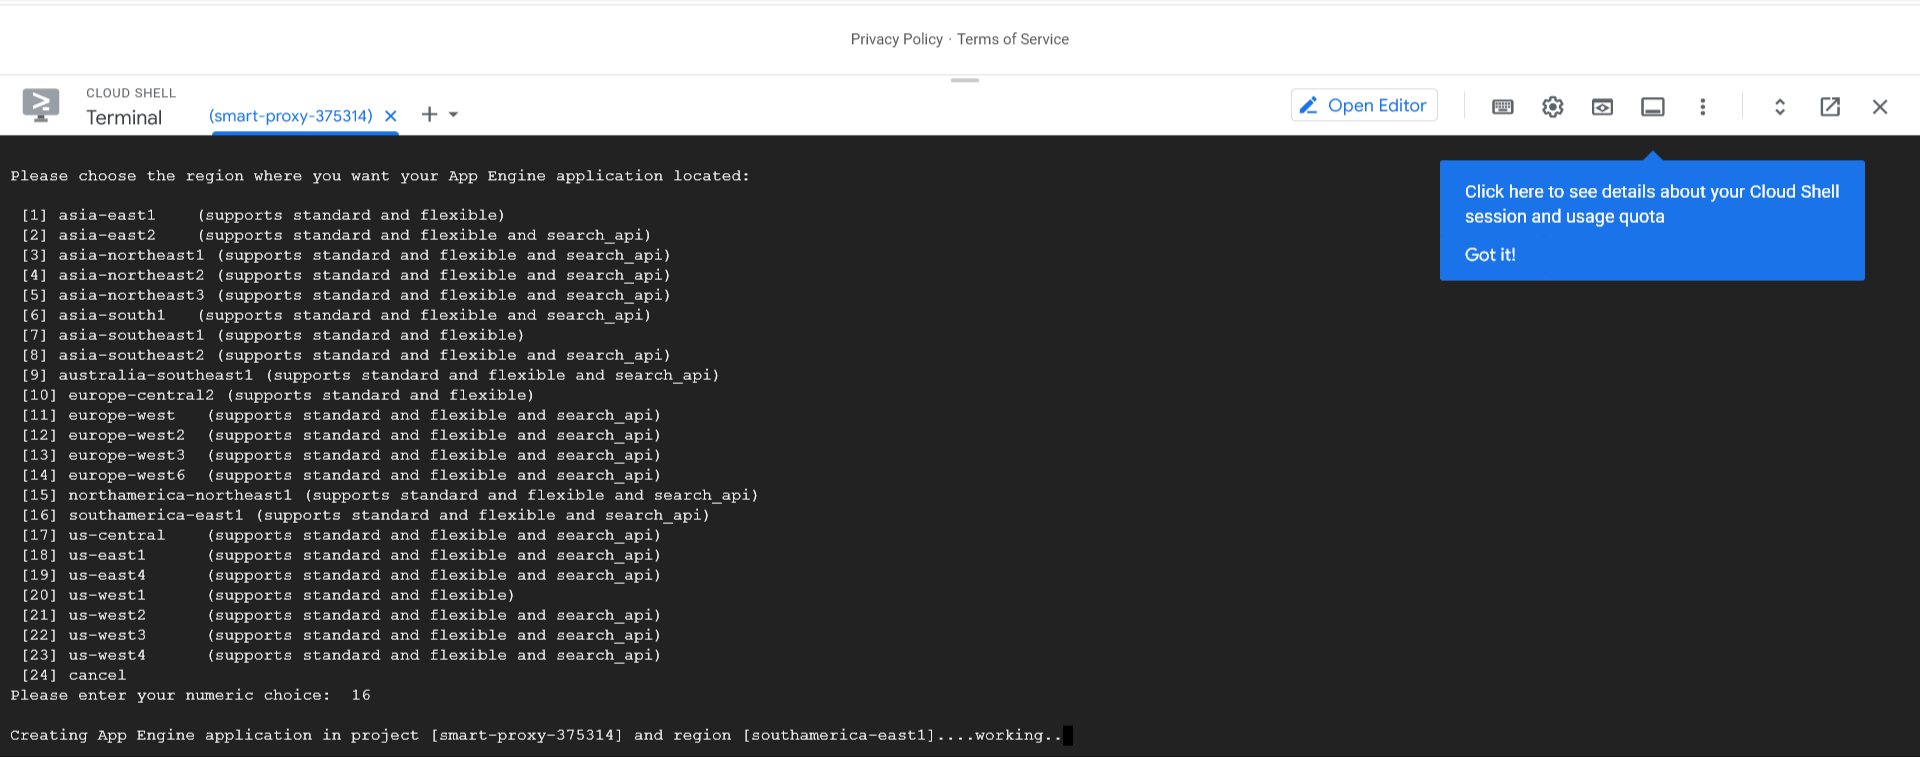 Privacy Policy · Terms of Service
CLOUD SHELL
Terminal
(smart-proxy-375314)
Open Editor
Click here to see details about your Cloud Shell
session and usage quota
Got it!
Please choose the region where you want your App Engine application located:
[1] asia-east1    (supports standard and flexible)
[2] asia-east2    (supports standard and flexible and search_api)
[3] asia-northeast1 (supports standard and flexible and search_api)
[4] asia-northeast2 (supports standard and flexible and search_api)
[5] asia-northeast3 (supports standard and flexible and search_api)
[6] asia-south1   (supports standard and flexible and search_api)
[7] asia-southeast1 (supports standard and flexible)
[8] asia-southeast2 (supports standard and flexible and search_api)
[9] australia-southeast1 (supports standard and flexible and search_api)
[10] europe-central2 (supports standard and flexible)
[11] europe-west   (supports standard and flexible and search_api)
[12] europe-west2  (supports standard and flexible and search_api)
[13] europe-west3  (supports standard and flexible and search_api)
[14] europe-west6  (supports standard and flexible and search_api)
[15] northamerica-northeast1 (supports standard and flexible and search_api)
[16] southamerica-east1 (supports standard and flexible and search_api)
[17] us-central    (supports standard and flexible and search_api)
[18] us-east1      (supports standard and flexible and search_api)
[19] us-east4      (supports standard and flexible and search_api)
[20] us-west1      (supports standard and flexible)
[21] us-west2      (supports standard and flexible and search_api)
[22] us-west3      (supports standard and flexible and search_api)
[23] us-west4      (supports standard and flexible and search_api)
[24] cancel
Please enter your numeric choice:  16
Creating App Engine application in project [smart-proxy-375314] and region [southamerica-east1]....working..